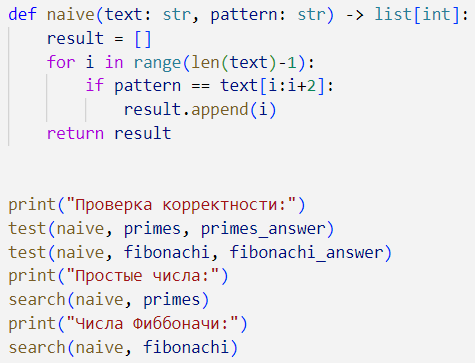 def naive(text: str, pattern: str) -> list[int]:
    result = []
    for i in range(len(text)-1):
        if pattern == text[i:i+2]:
            result.append(i)
    return result
print("Проверка корректности:")
test(naive, primes, primes_answer)
test(naive, fibonachi, fibonachi_answer)
print("Простые числа:")
search(naive, primes)
print("Числа Фиббоначи:")
search(naive, fibonachi)